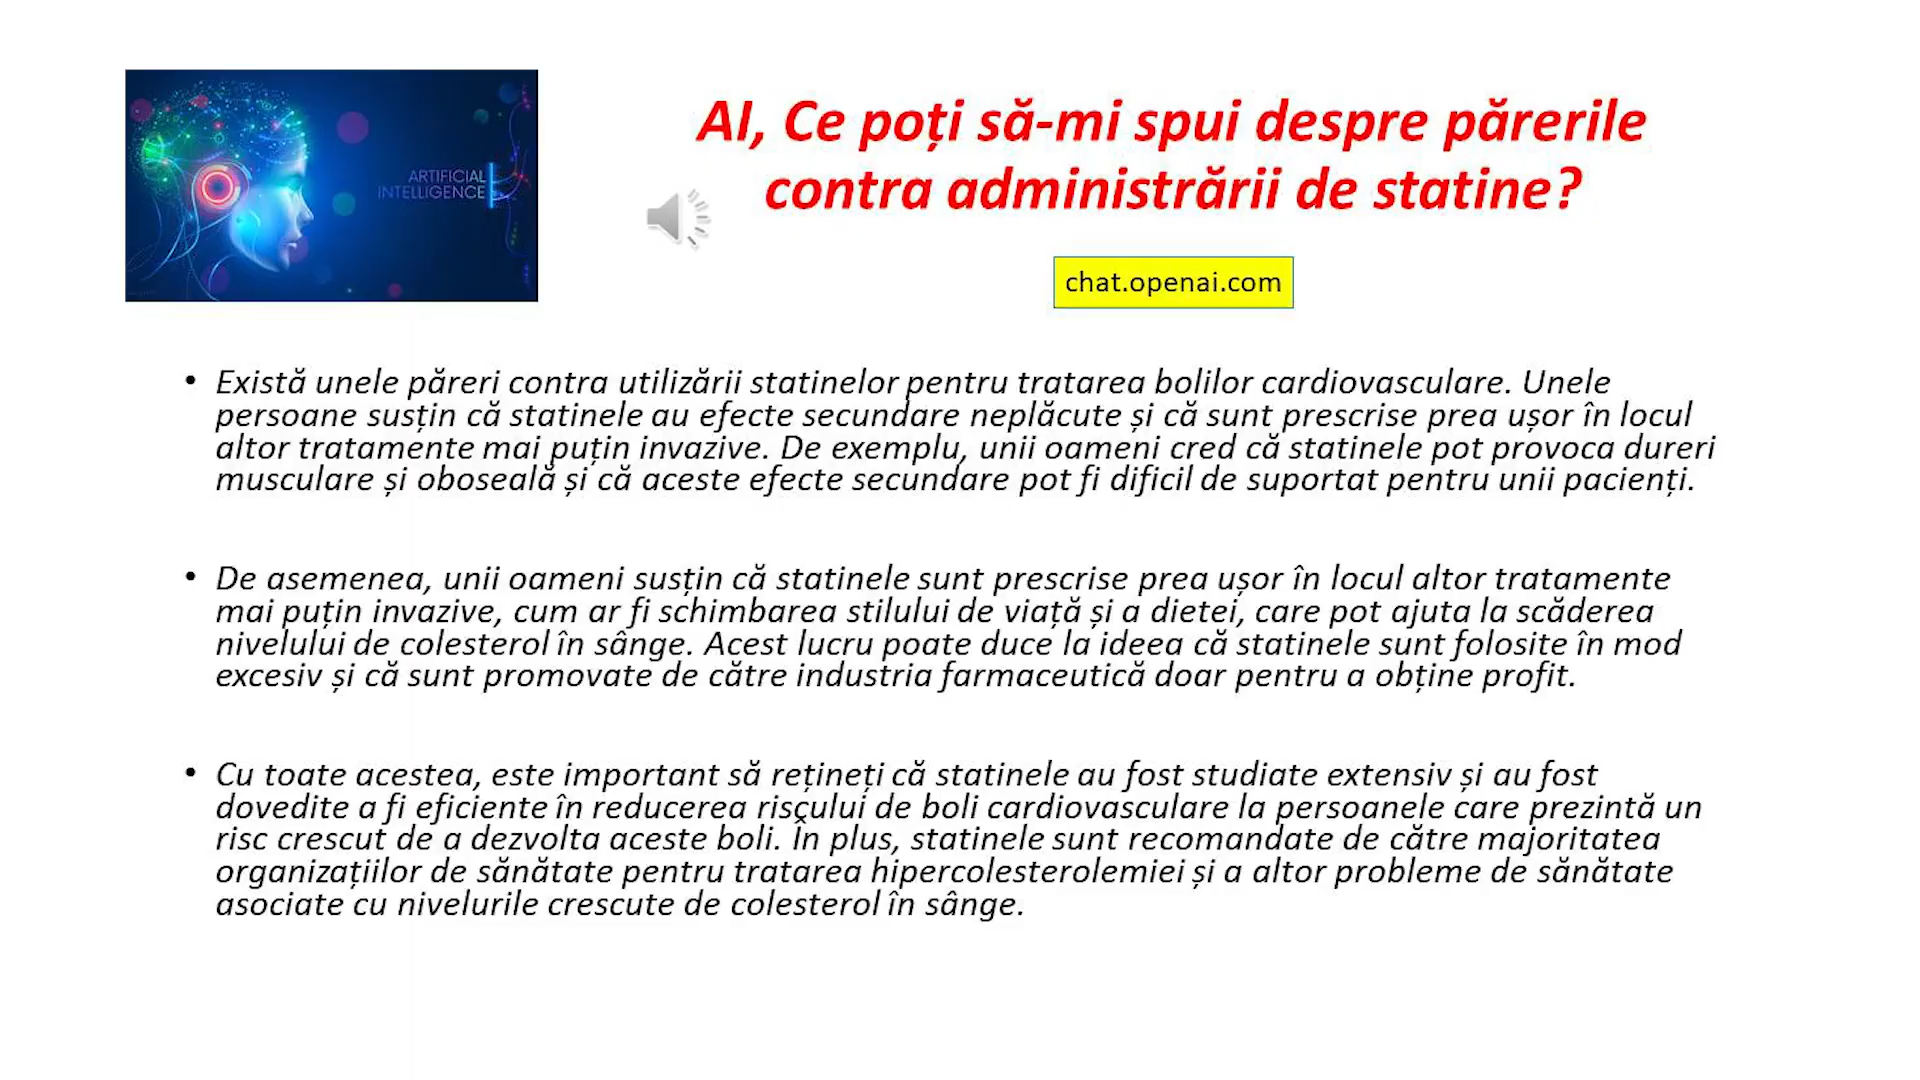 ARTIFICIAL
INTELLIGENCE
AI, Ce poți să-mi spui despre părerile
contra administrării de statine?
chat.openai.com
• Există unele păreri contra utilizării statinelor pentru tratarea bolilor cardiovasculare. Unele
persoane susțin că statinele au efecte secundare neplăcute și că sunt prescrise prea ușor în locul
altor tratamente mai puțin invazive. De exemplu, unii oameni cred că statinele pot provoca dureri
musculare și oboseală și că aceste efecte secundare pot fi dificil de suportat pentru unii pacienți.
• De asemenea, unii oameni susțin că statinele sunt prescrise prea ușor în locul altor tratamente
mai puțin invazive, cum ar fi schimbarea stilului de viață și a dietei, care pot ajuta la scăderea
nivelului de colesterol în sânge. Acest lucru poate duce la ideea că statinele sunt folosite în mod
excesiv și că sunt promovate de către industria farmaceutică doar pentru a obține profit.
• Cu toate acestea, este important să rețineți că statinele au fost studiate extensiv și au fost
dovedite a fi eficiente în reducerea riscului de boli cardiovasculare la persoanele care prezintă un
risc crescut de a dezvolta aceste boli. În plus, statinele sunt recomandate de către majoritatea
organizațiilor de sănătate pentru tratarea hipercolesterolemiei și a altor probleme de sănătate
asociate cu nivelurile crescute de colesterol în sânge.